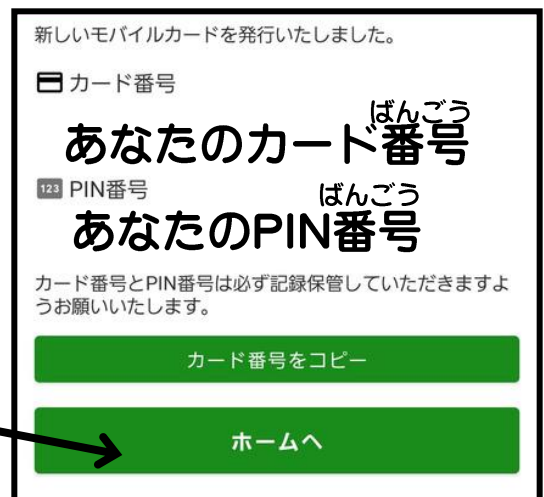 新しいモバイルカードを発行いたしました。
カード番号
ばんごう
あなたのカード番号
123 PIN番号
ばんごう
あなたのPIN番号
カード番号とPIN番号は必ず記録保管していただきますよ
うお願いいたします。
カード番号をコピー
ホームへ